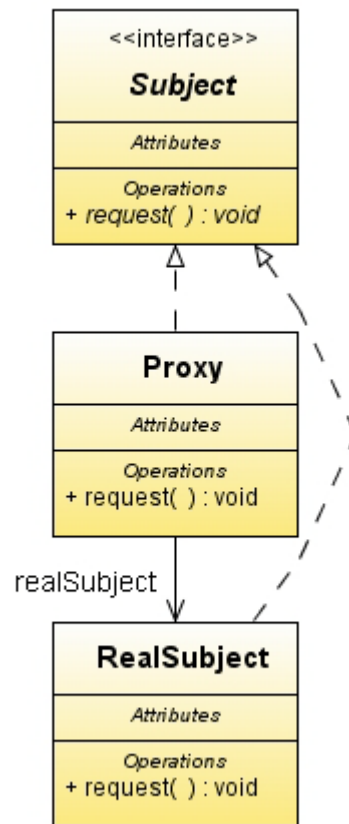 <<interface>>
Subject
Attributes
Operations
+ request( ) : void
Proxy
Attributes
Operations
+ request( ) : void
realSubject
RealSubject
Attributes
Operations
+ request( ) : void